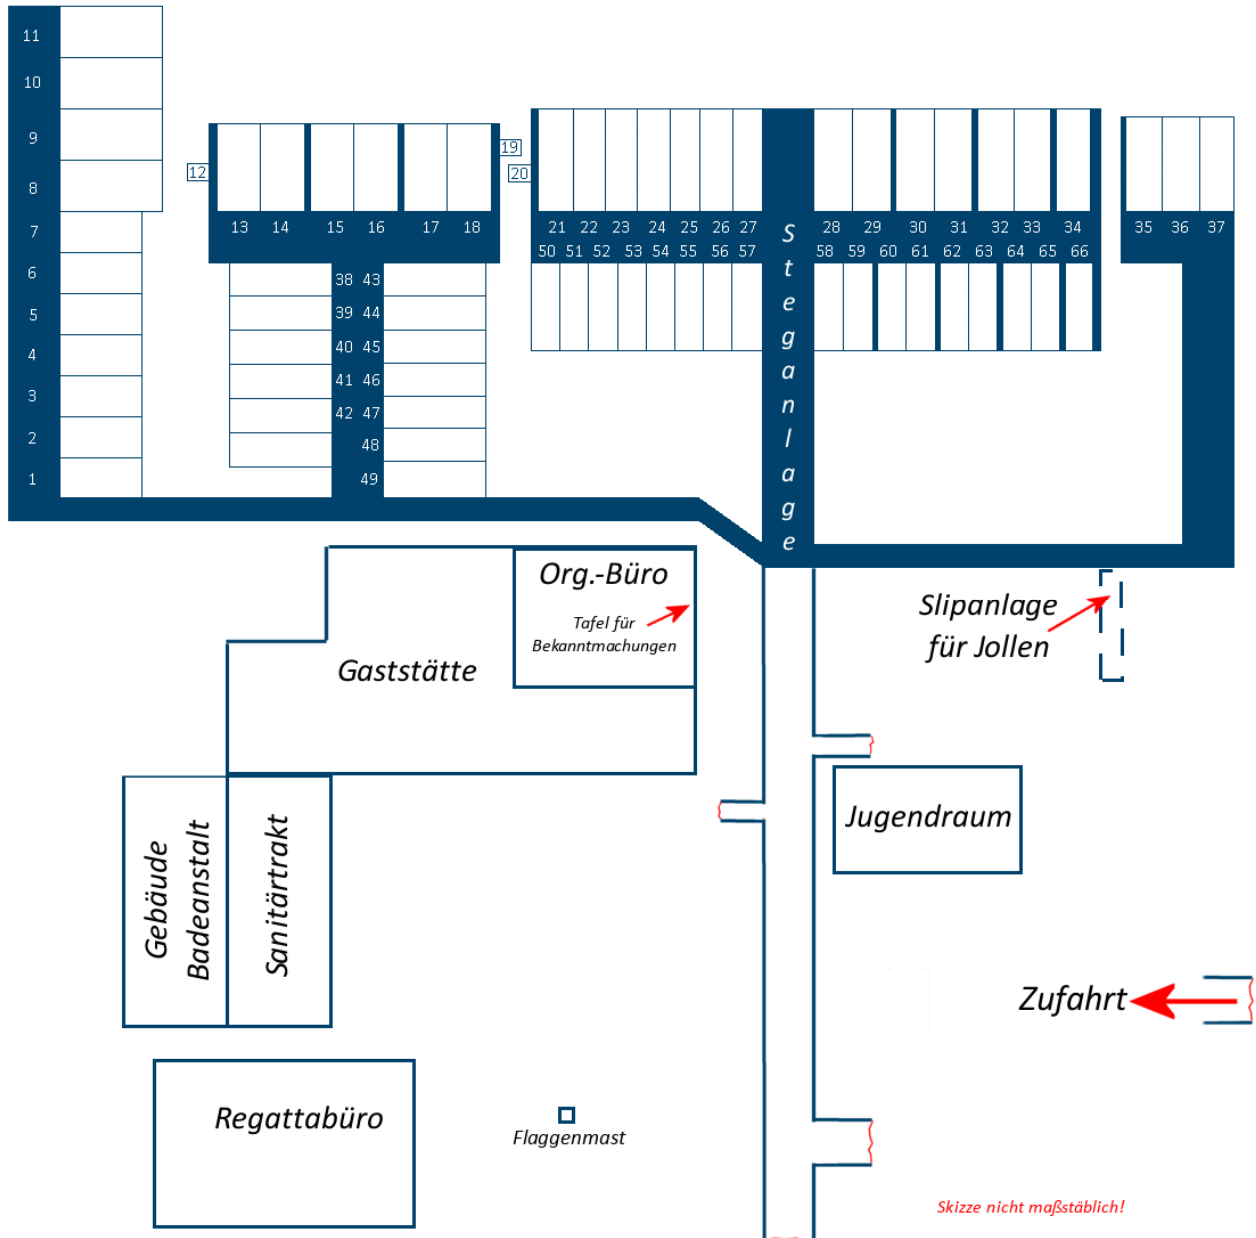 11
10
9
8
7
6
5
4
3
2
1
12
19
20
13 14 15 16 17 18
38 43
39 44
40 45
41 46
42 47
48
49
21 22 23 24 25 26 27
50 51 52 53 54 55 56 57
Steganlage
28 29 30 31 32 33 34
58 59 60 61 62 63 64 65 66
35 36 37
Org.-Büro
Tafel für
Bekanntmachungen
Gaststätte
Slipanlage
für Jollen
Jugendraum
Gebäude
Badeanstalt
Sanitärtrakt
Zufahrt
Regattabüro
Flaggenmast
Skizze nicht maßstäblich!